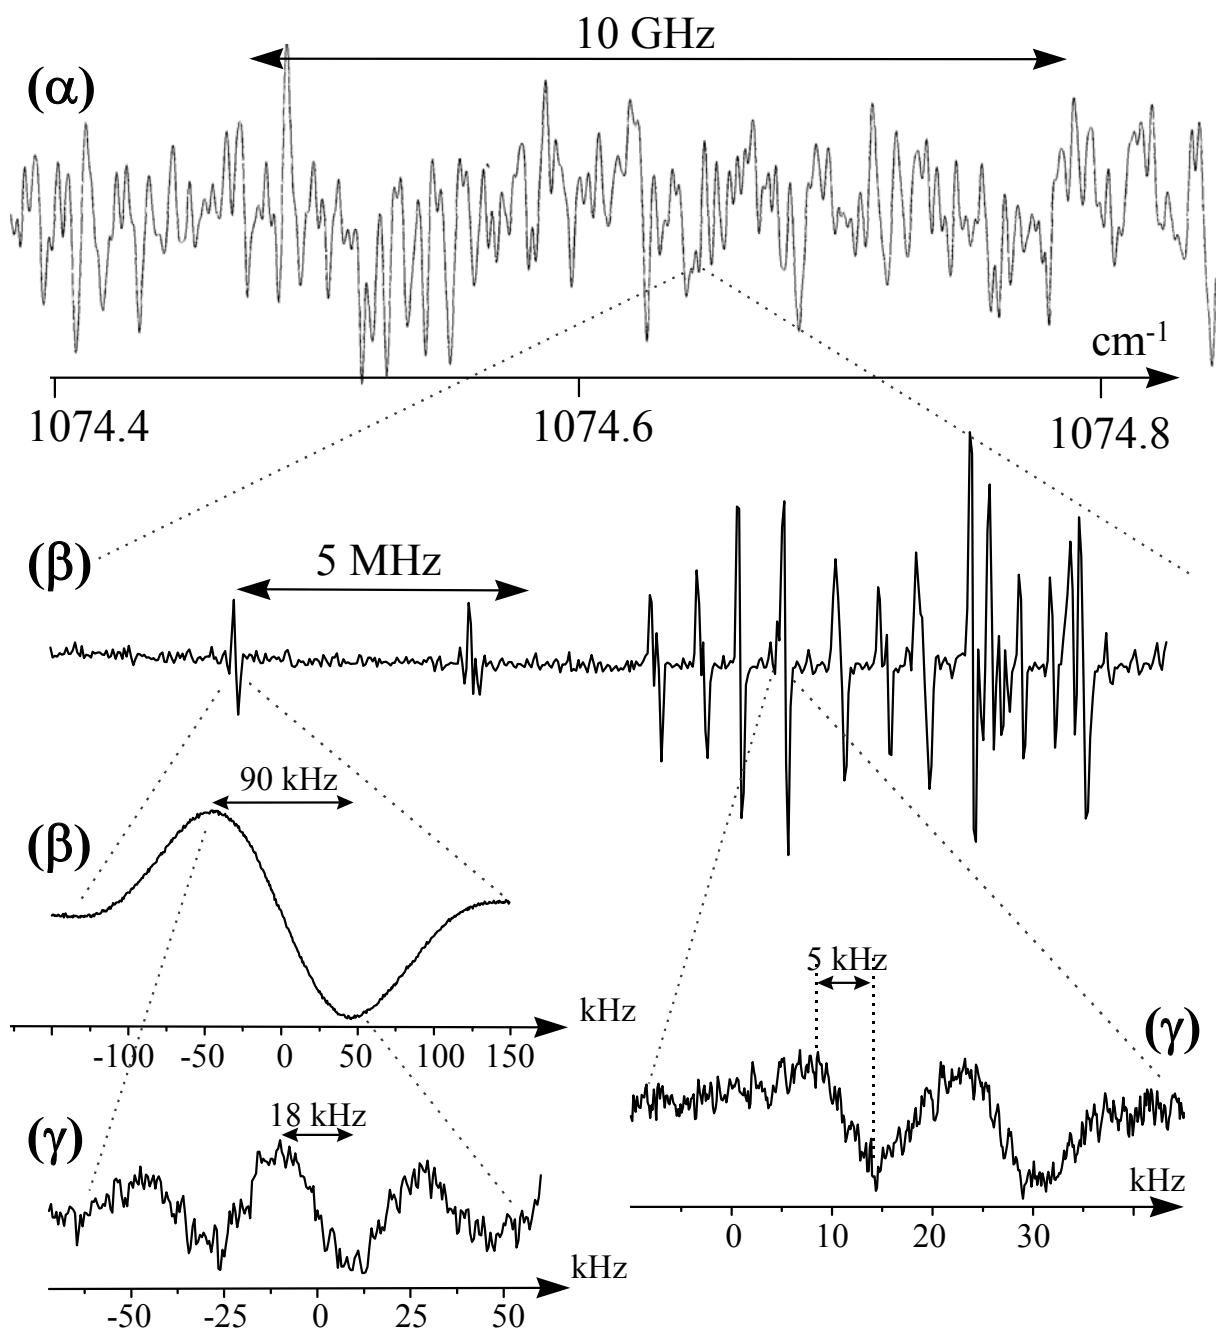 10 GHz
(α)
cm-1
1074.4 1074.6 1074.8
(β)
5 MHz
90 kHz
(β)
5 kHz
kHz
(γ)
-100 -50 0 50 100 150
18 kHz
(γ)
kHz
0 10 20 30
kHz
-50 -25 0 25 50